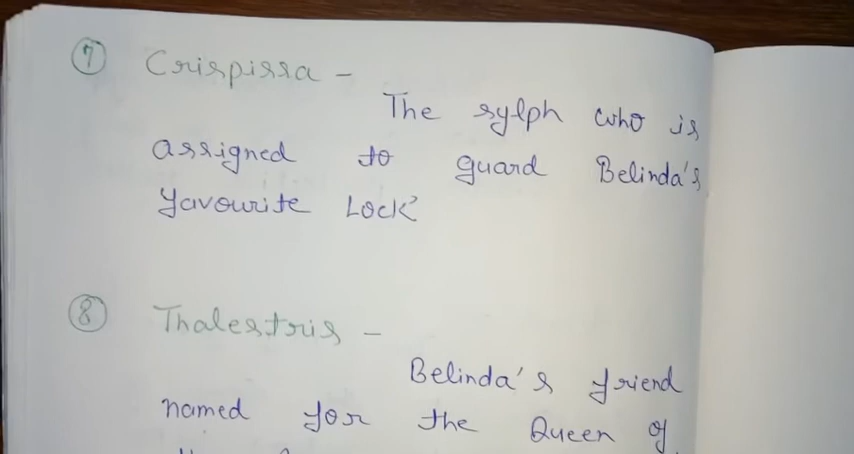 7 Crispissa -
The sylph who is
assigned to guard Belinda's
favourite Lock
8 Thalestris -
Belinda's friend
named for the Queen of